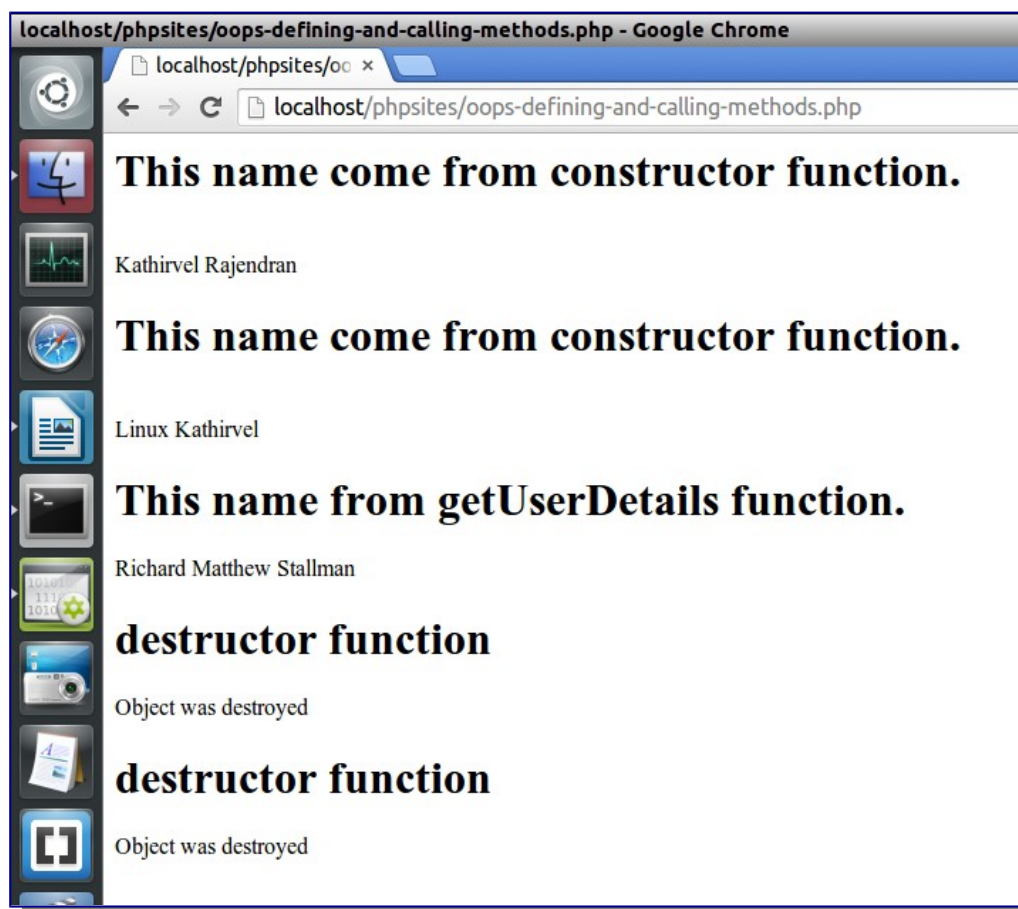 localhost/phpsites/oops-defining-and-calling-methods.php - Google Chrome
localhost/phpsites/oo ×
localhost/phpsites/oops-defining-and-calling-methods.php
This name come from constructor function.
Kathirvel Rajendran
This name come from constructor function.
Linux Kathirvel
This name from getUserDetails function.
Richard Matthew Stallman
destructor function
Object was destroyed
destructor function
Object was destroyed